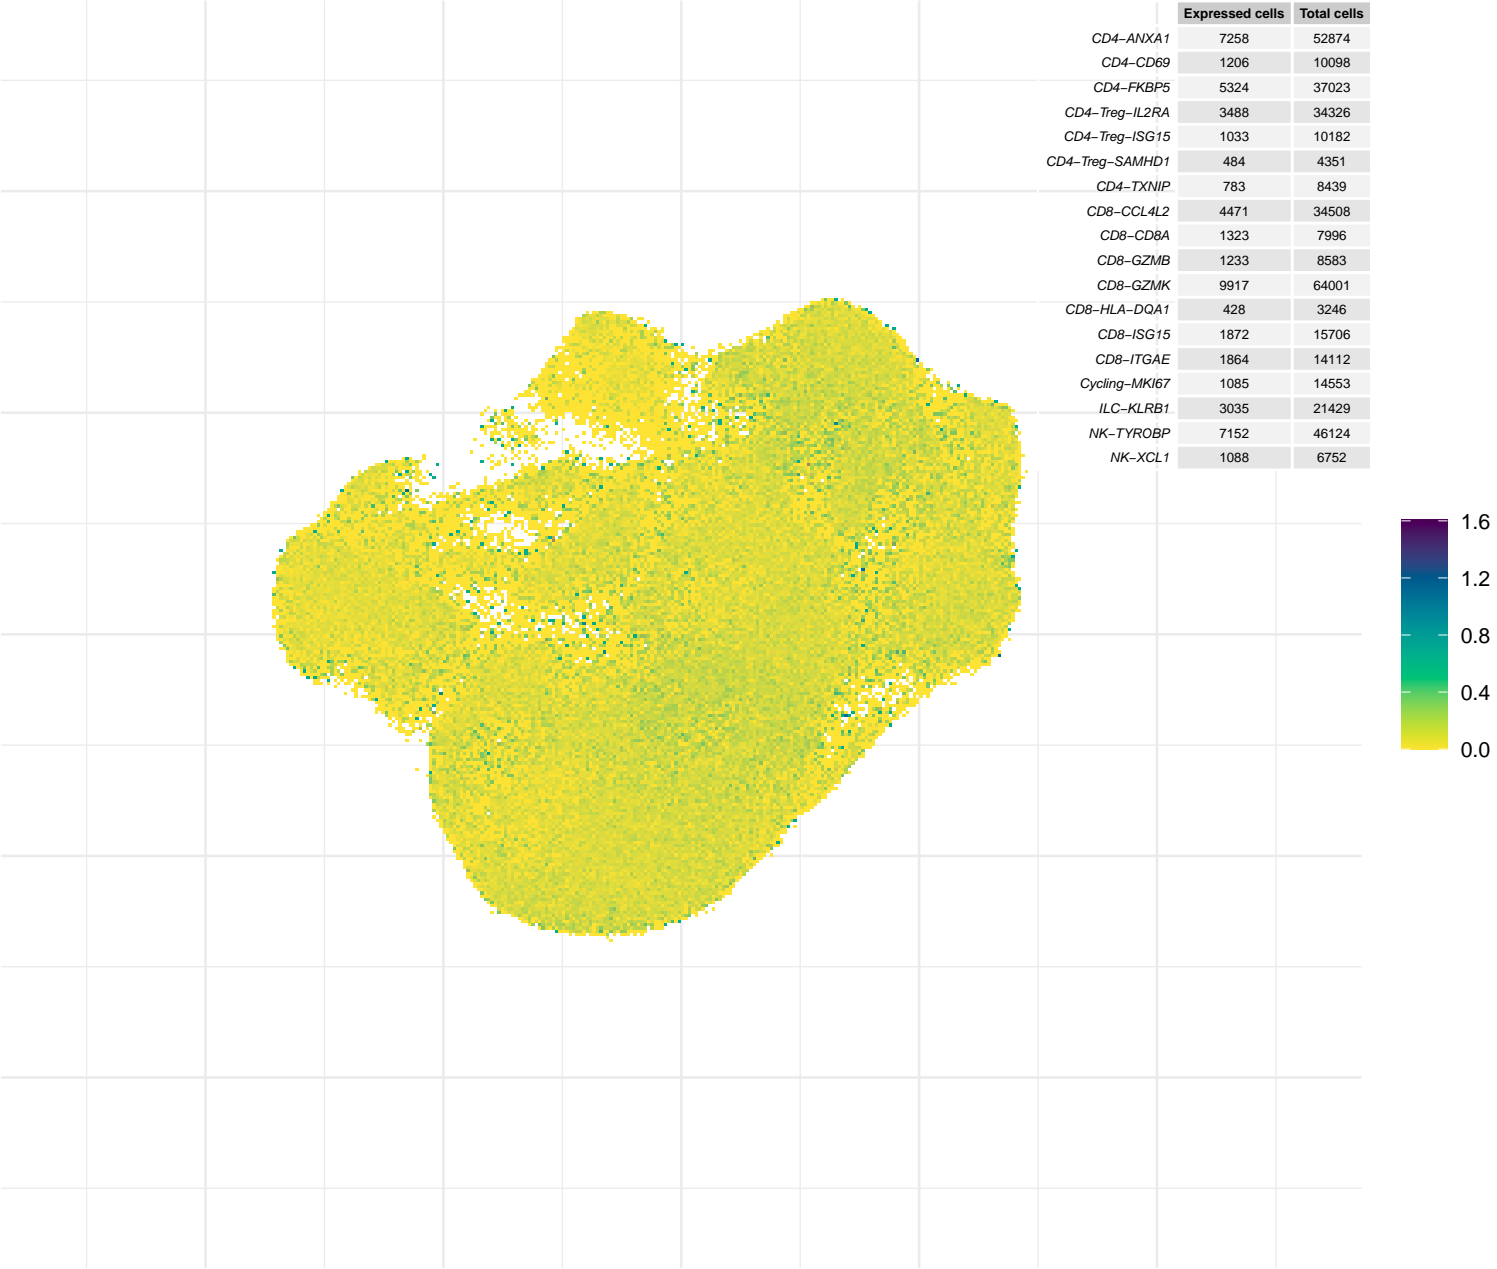 Expressed cells Total cells
CD4−ANXA1 7258 52874
CD4−CD69 1206 10098
CD4−FKBP5 5324 37023
CD4−Treg−IL2RA 3488 34326
CD4−Treg−ISG15 1033 10182
CD4−Treg−SAMHD1 484 4351
CD4−TXNIP 783 8439
CD8−CCL4L2 4471 34508
CD8−CD8A 1323 7996
CD8−GZMB 1233 8583
CD8−GZMK 9917 64001
CD8−HLA−DQA1 428 3246
CD8−ISG15 1872 15706
CD8−ITGAE 1864 14112
Cycling−MKI67 1085 14553
ILC−KLRB1 3035 21429
NK−TYROBP 7152 46124
NK−XCL1 1088 6752
1.6
1.2
0.8
0.4
0.0